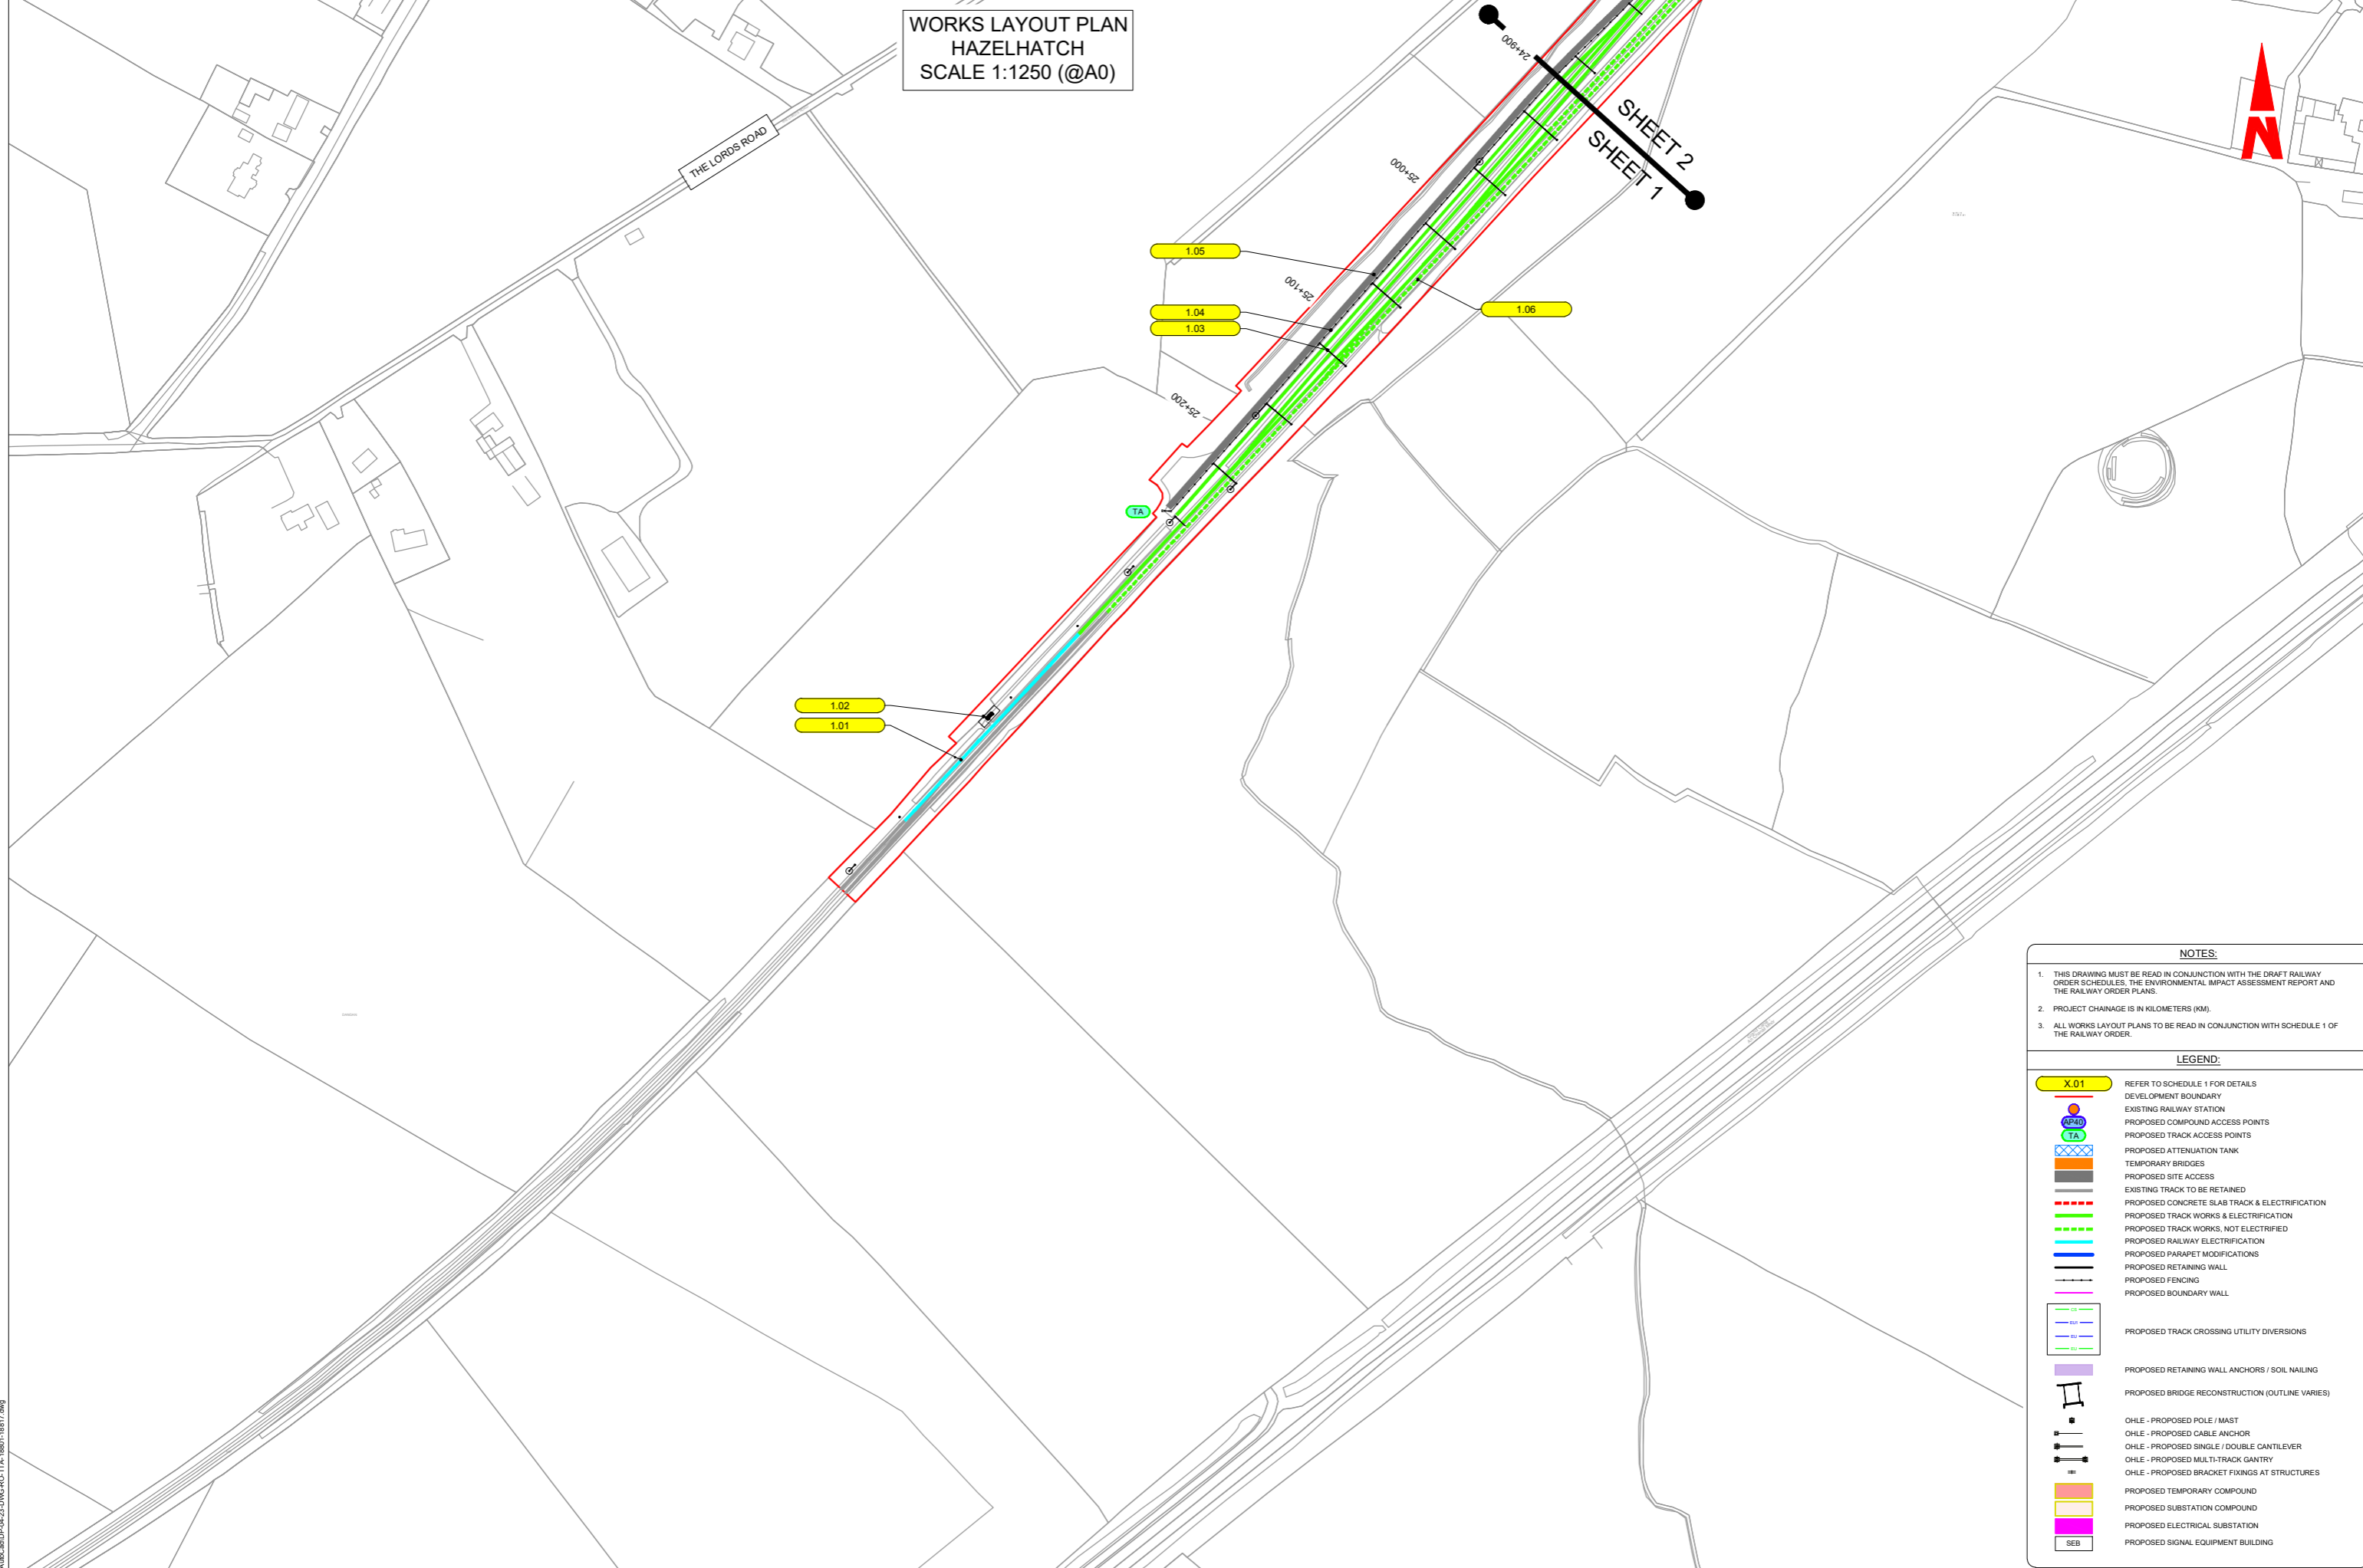 WORKS LAYOUT PLAN
HAZELHATCH
SCALE 1:1250 (@A0)
24+900
SHEET 2
SHEET 1
N
THE LORDS ROAD
25+000
1.05
25+100
1.04
1.03
1.06
25+200
TA
1.02
1.01
NOTES:
1. THIS DRAWING MUST BE READ IN CONJUNCTION WITH THE DRAFT RAILWAY
ORDER SCHEDULES, THE ENVIRONMENTAL IMPACT ASSESSMENT REPORT AND
THE RAILWAY ORDER PLANS.
2. PROJECT CHAINAGE IS IN KILOMETERS (KM).
3. ALL WORKS LAYOUT PLANS TO BE READ IN CONJUNCTION WITH SCHEDULE 1 OF
THE RAILWAY ORDER.
LEGEND:
X.01 REFER TO SCHEDULE 1 FOR DETAILS
DEVELOPMENT BOUNDARY
EXISTING RAILWAY STATION
AP40 PROPOSED COMPOUND ACCESS POINTS
TA PROPOSED TRACK ACCESS POINTS
PROPOSED ATTENUATION TANK
TEMPORARY BRIDGES
PROPOSED SITE ACCESS
EXISTING TRACK TO BE RETAINED
PROPOSED CONCRETE SLAB TRACK & ELECTRIFICATION
PROPOSED TRACK WORKS & ELECTRIFICATION
PROPOSED TRACK WORKS, NOT ELECTRIFIED
PROPOSED RAILWAY ELECTRIFICATION
PROPOSED PARAPET MODIFICATIONS
PROPOSED RETAINING WALL
PROPOSED FENCING
PROPOSED BOUNDARY WALL
PROPOSED TRACK CROSSING UTILITY DIVERSIONS
PROPOSED RETAINING WALL ANCHORS / SOIL NAILING
PROPOSED BRIDGE RECONSTRUCTION (OUTLINE VARIES)
OHLE - PROPOSED POLE / MAST
OHLE - PROPOSED CABLE ANCHOR
OHLE - PROPOSED SINGLE / DOUBLE CANTILEVER
OHLE - PROPOSED MULTI-TRACK GANTRY
OHLE - PROPOSED BRACKET FIXINGS AT STRUCTURES
PROPOSED TEMPORARY COMPOUND
PROPOSED SUBSTATION COMPOUND
PROPOSED ELECTRICAL SUBSTATION
SEB PROPOSED SIGNAL EQUIPMENT BUILDING